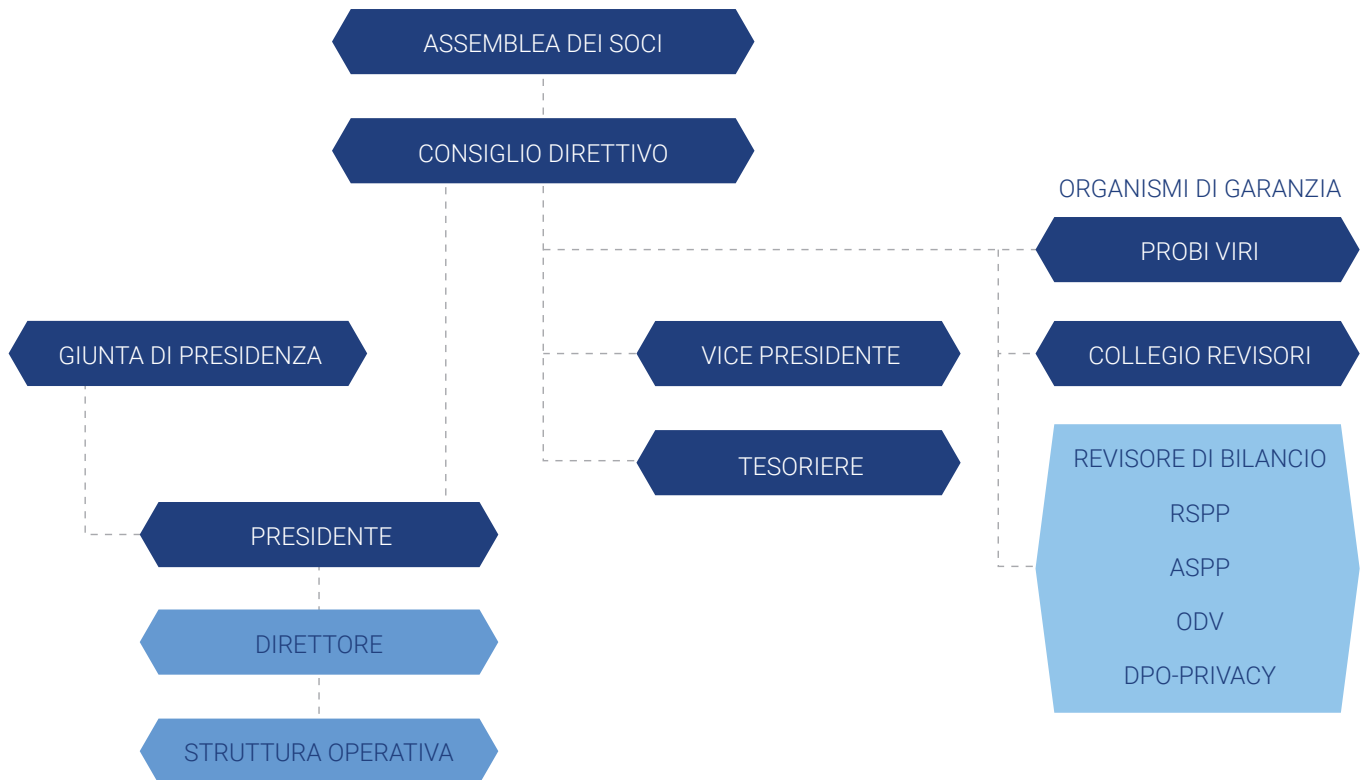 ASSEMBLEA DEI SOCI
CONSIGLIO DIRETTIVO
ORGANISMI DI GARANZIA
PROBI VIRI
GIUNTA DI PRESIDENZA
VICE PRESIDENTE
COLLEGIO REVISORI
TESORIERE
REVISORE DI BILANCIO
RSPP
ASPP
ODV
DPO-PRIVACY
PRESIDENTE
DIRETTORE
STRUTTURA OPERATIVA